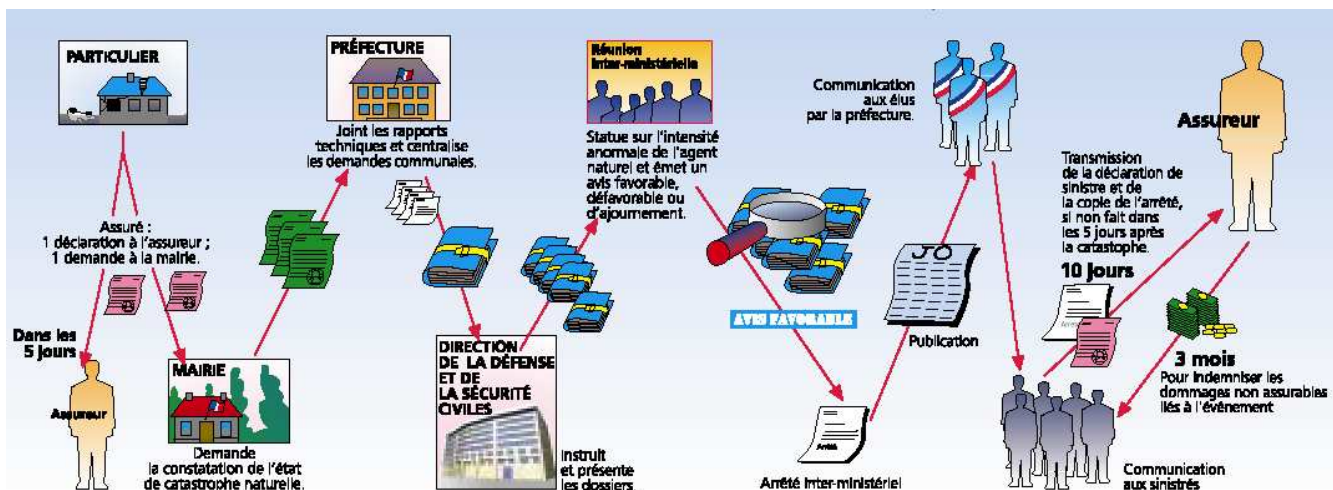 PARTICULIER
Assuré :
1 déclaration à l'assureur ;
1 demande à la mairie.
Dans les
5 jours
Assureur
MAIRIE
Demande
la constatation de l'état
de catastrophe naturelle.
PRÉFECTURE
Joint les rapports
techniques et centralise
les demandes communales.
DIRECTION
DE LA DÉFENSE
ET DE
LA SÉCURITÉ
CIVILES
Instruit
et présente
les dossiers
Réunion
Inter-ministérielle
Statue sur l'intensité
anormale de l'agent
naturel et émet un
avis favorable,
défavorable ou
d'ajournement.
AVIS FAVORABLE
Arrêté
Arrêté Inter-ministériel
JO
Publication
Communication
aux élus
par la préfecture.
Communication
aux sinistrés
Transmission
de la déclaration de
sinistre et de
la copie de l'arrêté,
si non fait dans
les 5 jours après
la catastrophe.
10 jours
Arrêté
Assureur
3 mois
Pour indemniser les
dommages non assurables
liés à l'événement